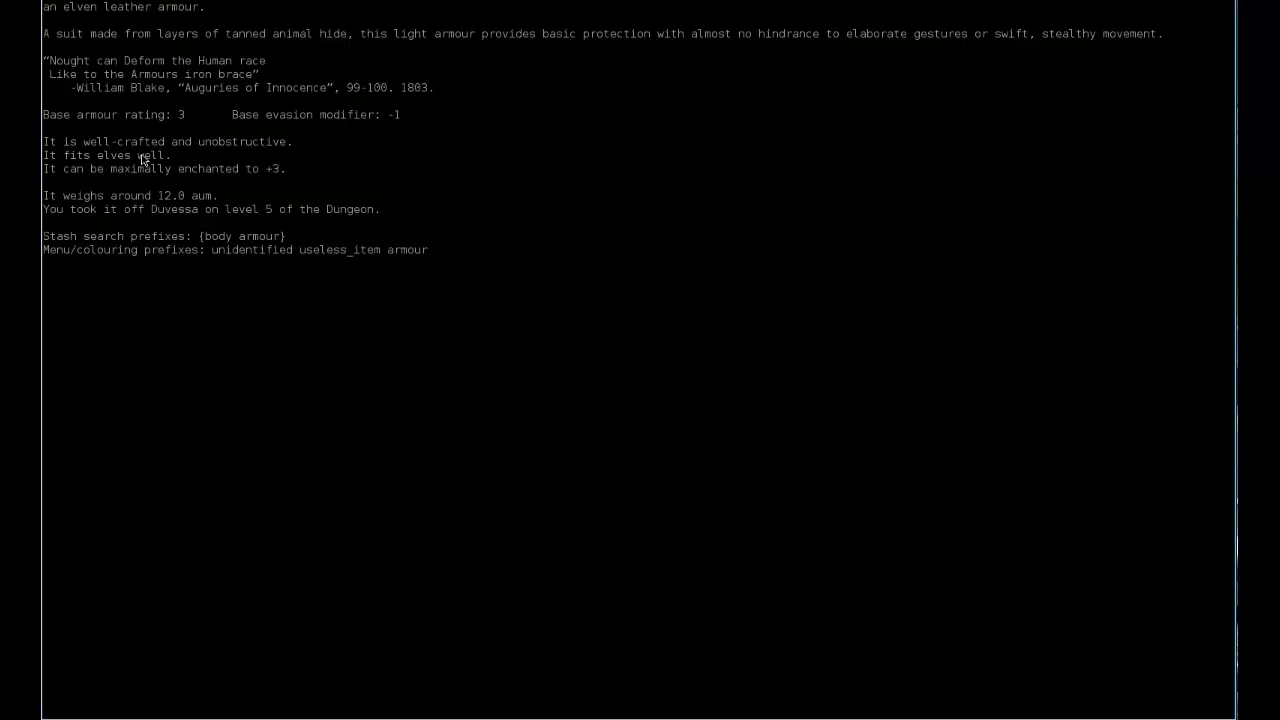 an elven leather armour.
A suit made from layers of tanned animal hide, this light armour provides basic protection with almost no hindrance to elaborate gestures or swift, stealthy movement.
“Nought can Deform the Human race
Like to the Armours iron brace”
-William Blake, “Auguries of Innocence”, 99-100. 1803.
Base armour rating: 3 Base evasion modifier: -1
It is well-crafted and unobstructive.
It fits elves well.
It can be maximally enchanted to +3.
It weighs around 12.0 aum.
You took it off Duvessa on level 5 of the Dungeon.
Stash search prefixes: {body armour}
Menu/colouring prefixes: unidentified useless_item armour